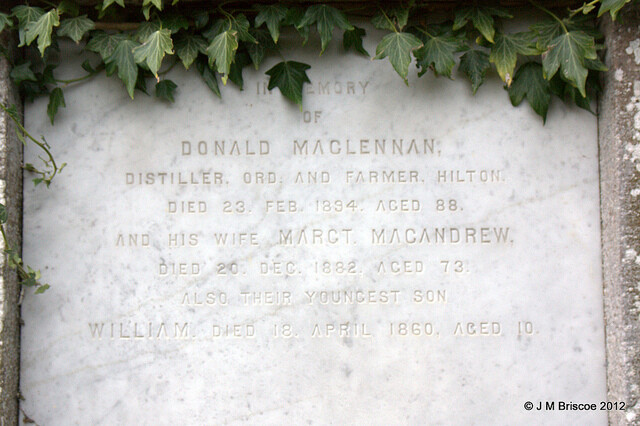 IN MEMORY
OF
DONALD MACLENNAN,
DISTILLER, ORD; AND FARMER, HILTON.
DIED 23. FEB. 1894. AGED 88.
AND HIS WIFE MARGT. MACANDREW,
DIED 20. DEC. 1882. AGED 73.
ALSO THEIR YOUNGEST SON
WILLIAM, DIED 18. APRIL 1860. AGED 10.
© J M Briscoe 2012